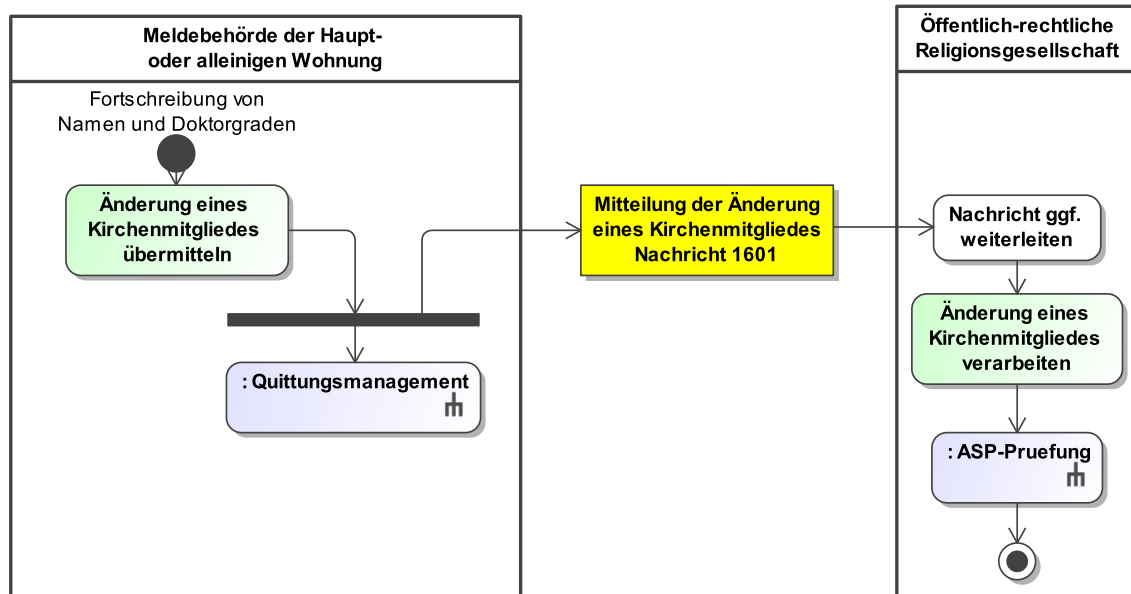 Meldebehörde der Haupt-
oder alleinigen Wohnung
Fortschreibung von
Namen und Doktorgraden
Änderung eines
Kirchenmitgliedes
übermitteln
: Quittungsmanagement
Mitteilung der Änderung
eines Kirchenmitgliedes
Nachricht 1601
Öffentlich-rechtliche
Religionsgesellschaft
Nachricht ggf.
weiterleiten
Änderung eines
Kirchenmitgliedes
verarbeiten
: ASP-Pruefung